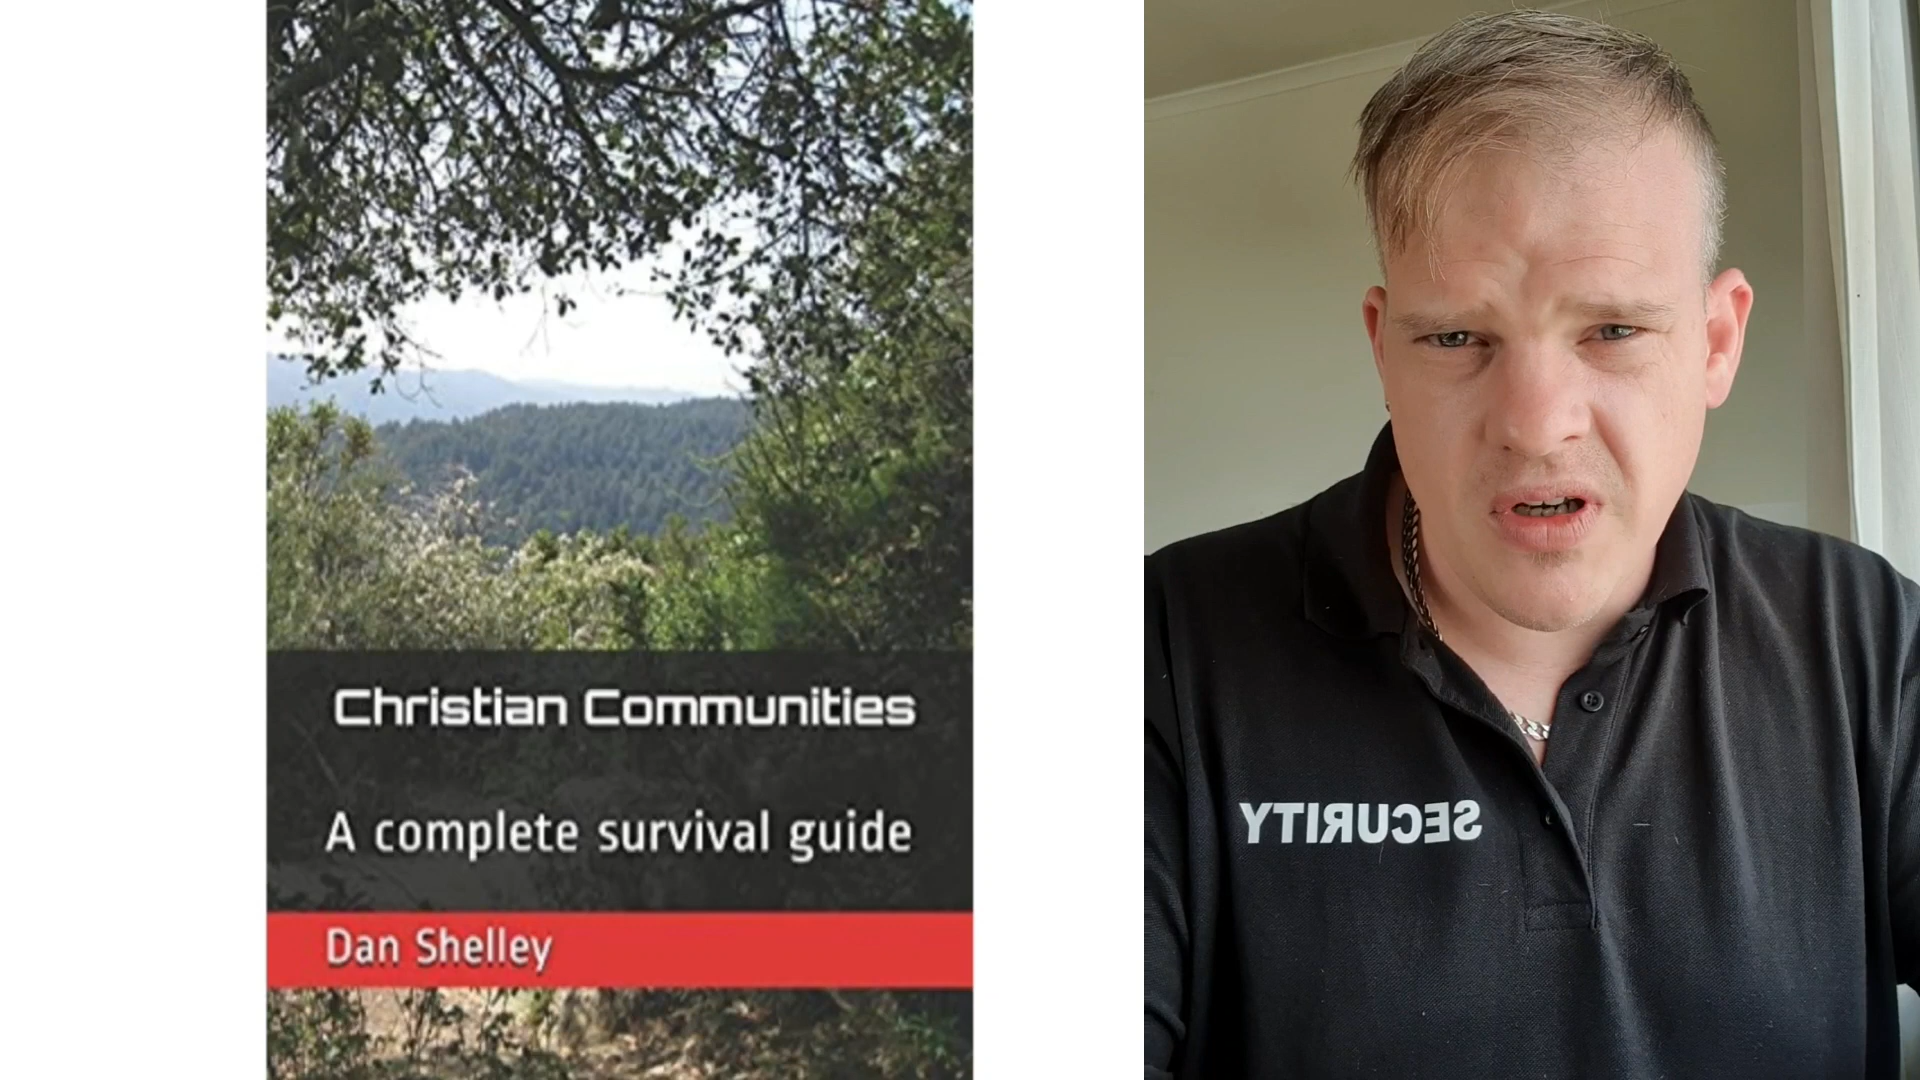 Christian Communities
A complete survival guide
Dan Shelley
SECURITY